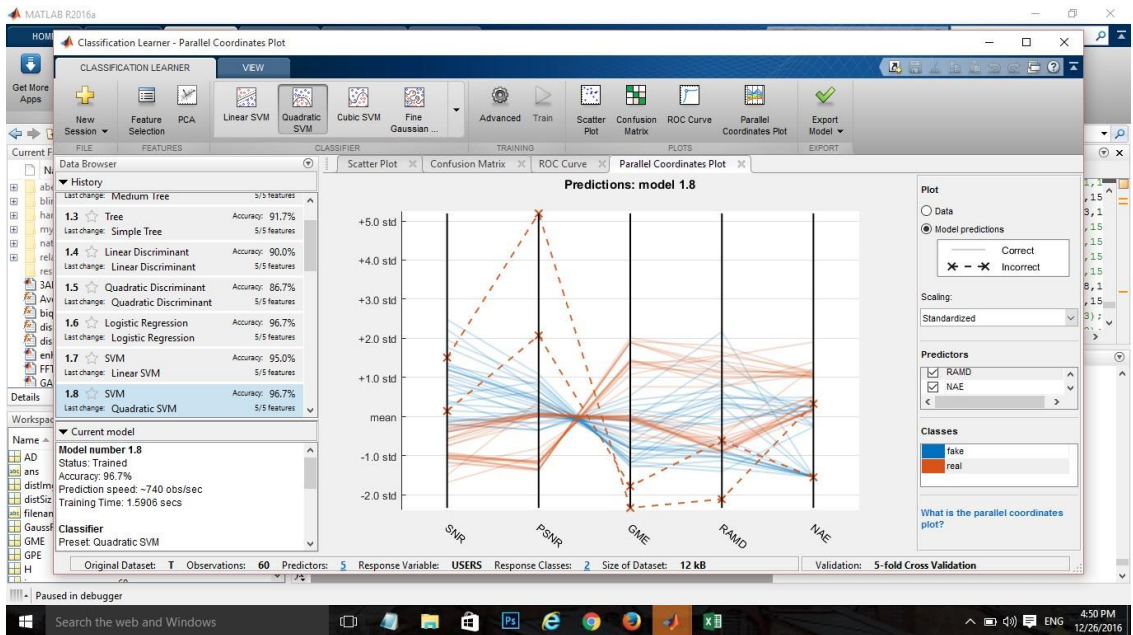 MATLAB R2016a
HOM
Classification Learner - Parallel Coordinates Plot
CLASSIFICATION LEARNER VIEW
Get More Apps
New Session
Feature Selection
PCA
Linear SVM
Quadratic SVM
Cubic SVM
Fine Gaussian ...
Advanced
Train
Scatter Plot
Confusion Matrix
ROC Curve
Parallel Coordinates Plot
Export Model
FILE FEATURES CLASSIFIER TRAINING PLOTS EXPORT
Current F
Data Browser
Scatter Plot Confusion Matrix ROC Curve Parallel Coordinates Plot
History
Last change: Medium Tree 5/5 features
1.3 Tree Accuracy: 91.7%
Last change: Simple Tree 5/5 features
1.4 Linear Discriminant Accuracy: 90.0%
Last change: Linear Discriminant 5/5 features
1.5 Quadratic Discriminant Accuracy: 86.7%
Last change: Quadratic Discriminant 5/5 features
1.6 Logistic Regression Accuracy: 96.7%
Last change: Logistic Regression 5/5 features
1.7 SVM Accuracy: 95.0%
Last change: Linear SVM 5/5 features
1.8 SVM Accuracy: 96.7%
Last change: Quadratic SVM 5/5 features
Current model
Model number 1.8
Status: Trained
Accuracy: 96.7%
Prediction speed: ~740 obs/sec
Training Time: 1.5906 secs
Classifier
Preset: Quadratic SVM
Predictions: model 1.8
+5.0 std
+4.0 std
+3.0 std
+2.0 std
+1.0 std
mean
-1.0 std
-2.0 std
SNR PSNR GME RAMD NAE
Plot
Data
Model predictions
Correct
Incorrect
Scaling:
Standardized
Predictors
RAMD
NAE
Classes
fake
real
What is the parallel coordinates plot?
Original Dataset: T Observations: 60 Predictors: 5 Response Variable: USERS Response Classes: 2 Size of Dataset: 12 kB Validation: 5-fold Cross Validation
Details
Workspac
Name
AD
ans
distIm
distSiz
filenan
GME
GPE
H
Paused in debugger
Search the web and Windows
ENG
4:50 PM
12/26/2016